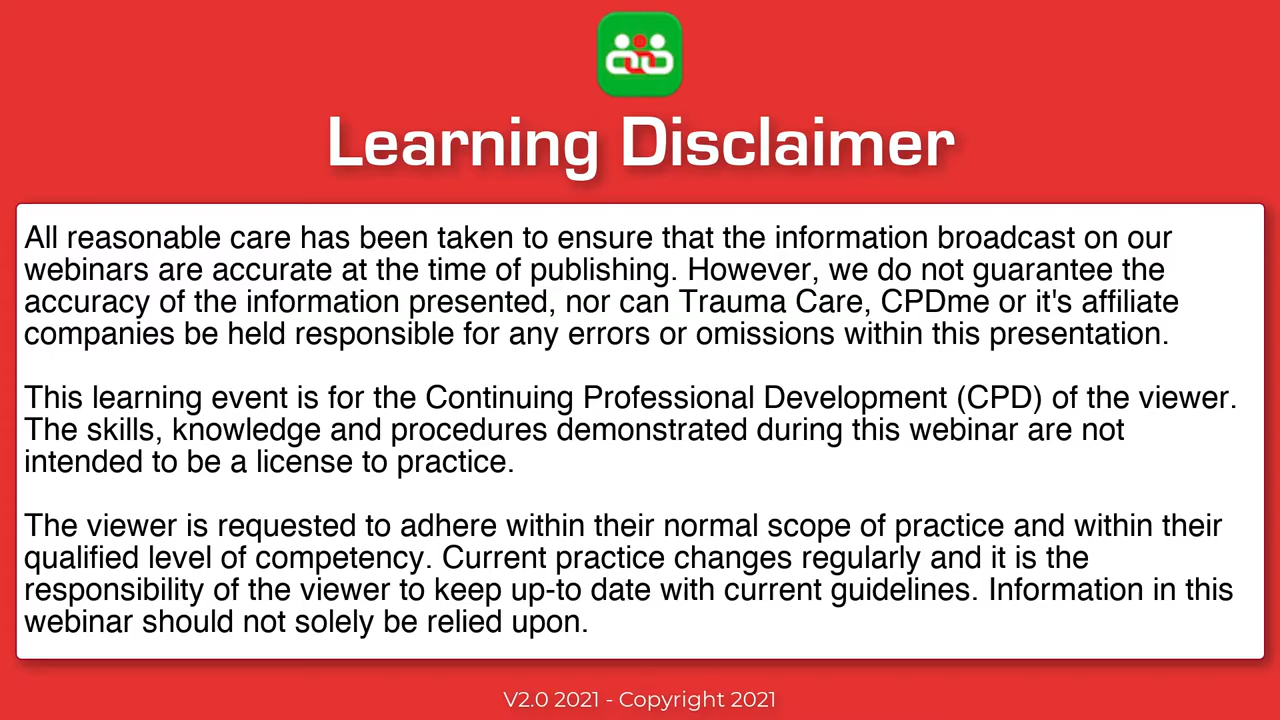 Learning Disclaimer
All reasonable care has been taken to ensure that the information broadcast on our
webinars are accurate at the time of publishing. However, we do not guarantee the
accuracy of the information presented, nor can Trauma Care, CPDme or it's affiliate
companies be held responsible for any errors or omissions within this presentation.
This learning event is for the Continuing Professional Development (CPD) of the viewer.
The skills, knowledge and procedures demonstrated during this webinar are not
intended to be a license to practice.
The viewer is requested to adhere within their normal scope of practice and within their
qualified level of competency. Current practice changes regularly and it is the
responsibility of the viewer to keep up-to date with current guidelines. Information in this
webinar should not solely be relied upon.
V2.0 2021 - Copyright 2021